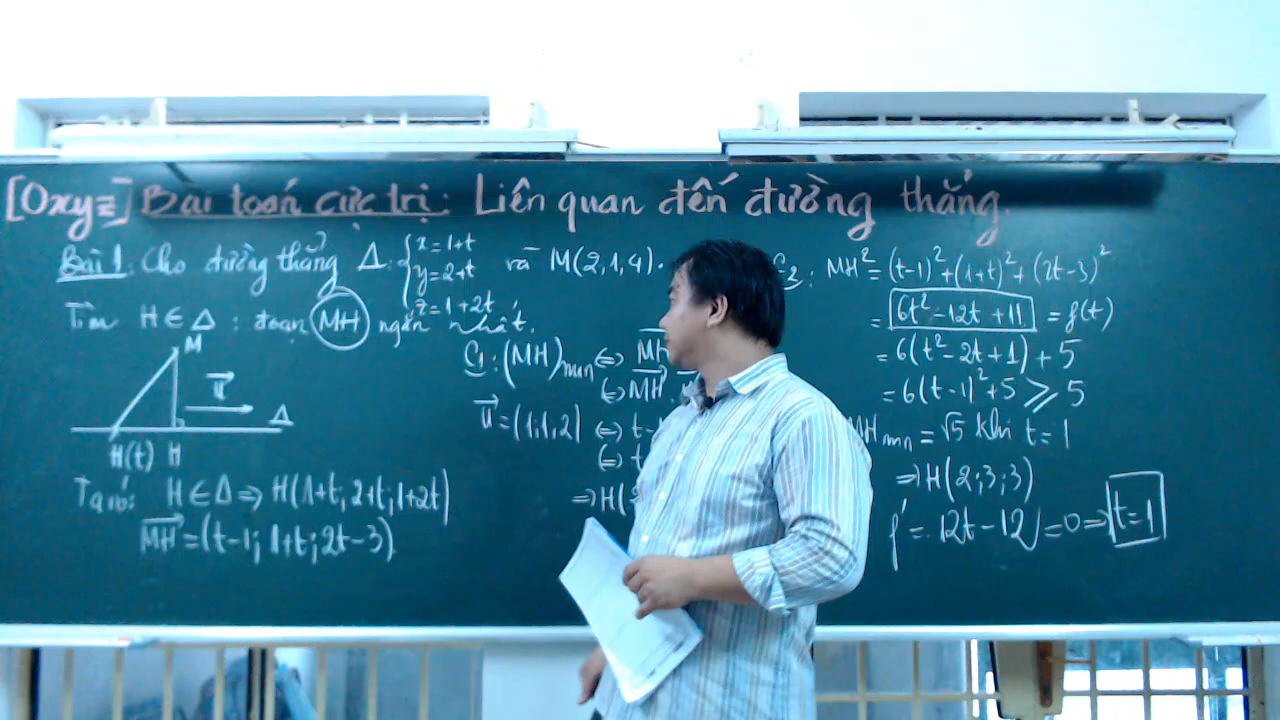 [Oxyz] Bài toán cực trị: Liên quan đến đường thẳng.
Bài 1: Cho đường thẳng Δ: { x=1+t
y=2+t
z=1+2t
và M(2,1,4).
Tìm H∈Δ: đoạn MH ngắn nhất.
M
u
Δ
H(t) H
Ta có: H∈Δ ⇒ H(1+t; 2+t; 1+2t)
MH = (t-1; 1+t; 2t-3)
C1: (MH)min ⇔ MH
⇔ MH.
u = (1;1;2) ⇔ t-
⇔ t
⇒ H(
C2: MH² = (t-1)²+(1+t)²+(2t-3)²
= 6t²-12t+11 = f(t)
= 6(t²-2t+1)+5
= 6(t-1)²+5 ⩾ 5
MHmin = √5 khi t=1
⇒ H(2;3;3)
f' = 12t-12 = 0 ⇒ t=1